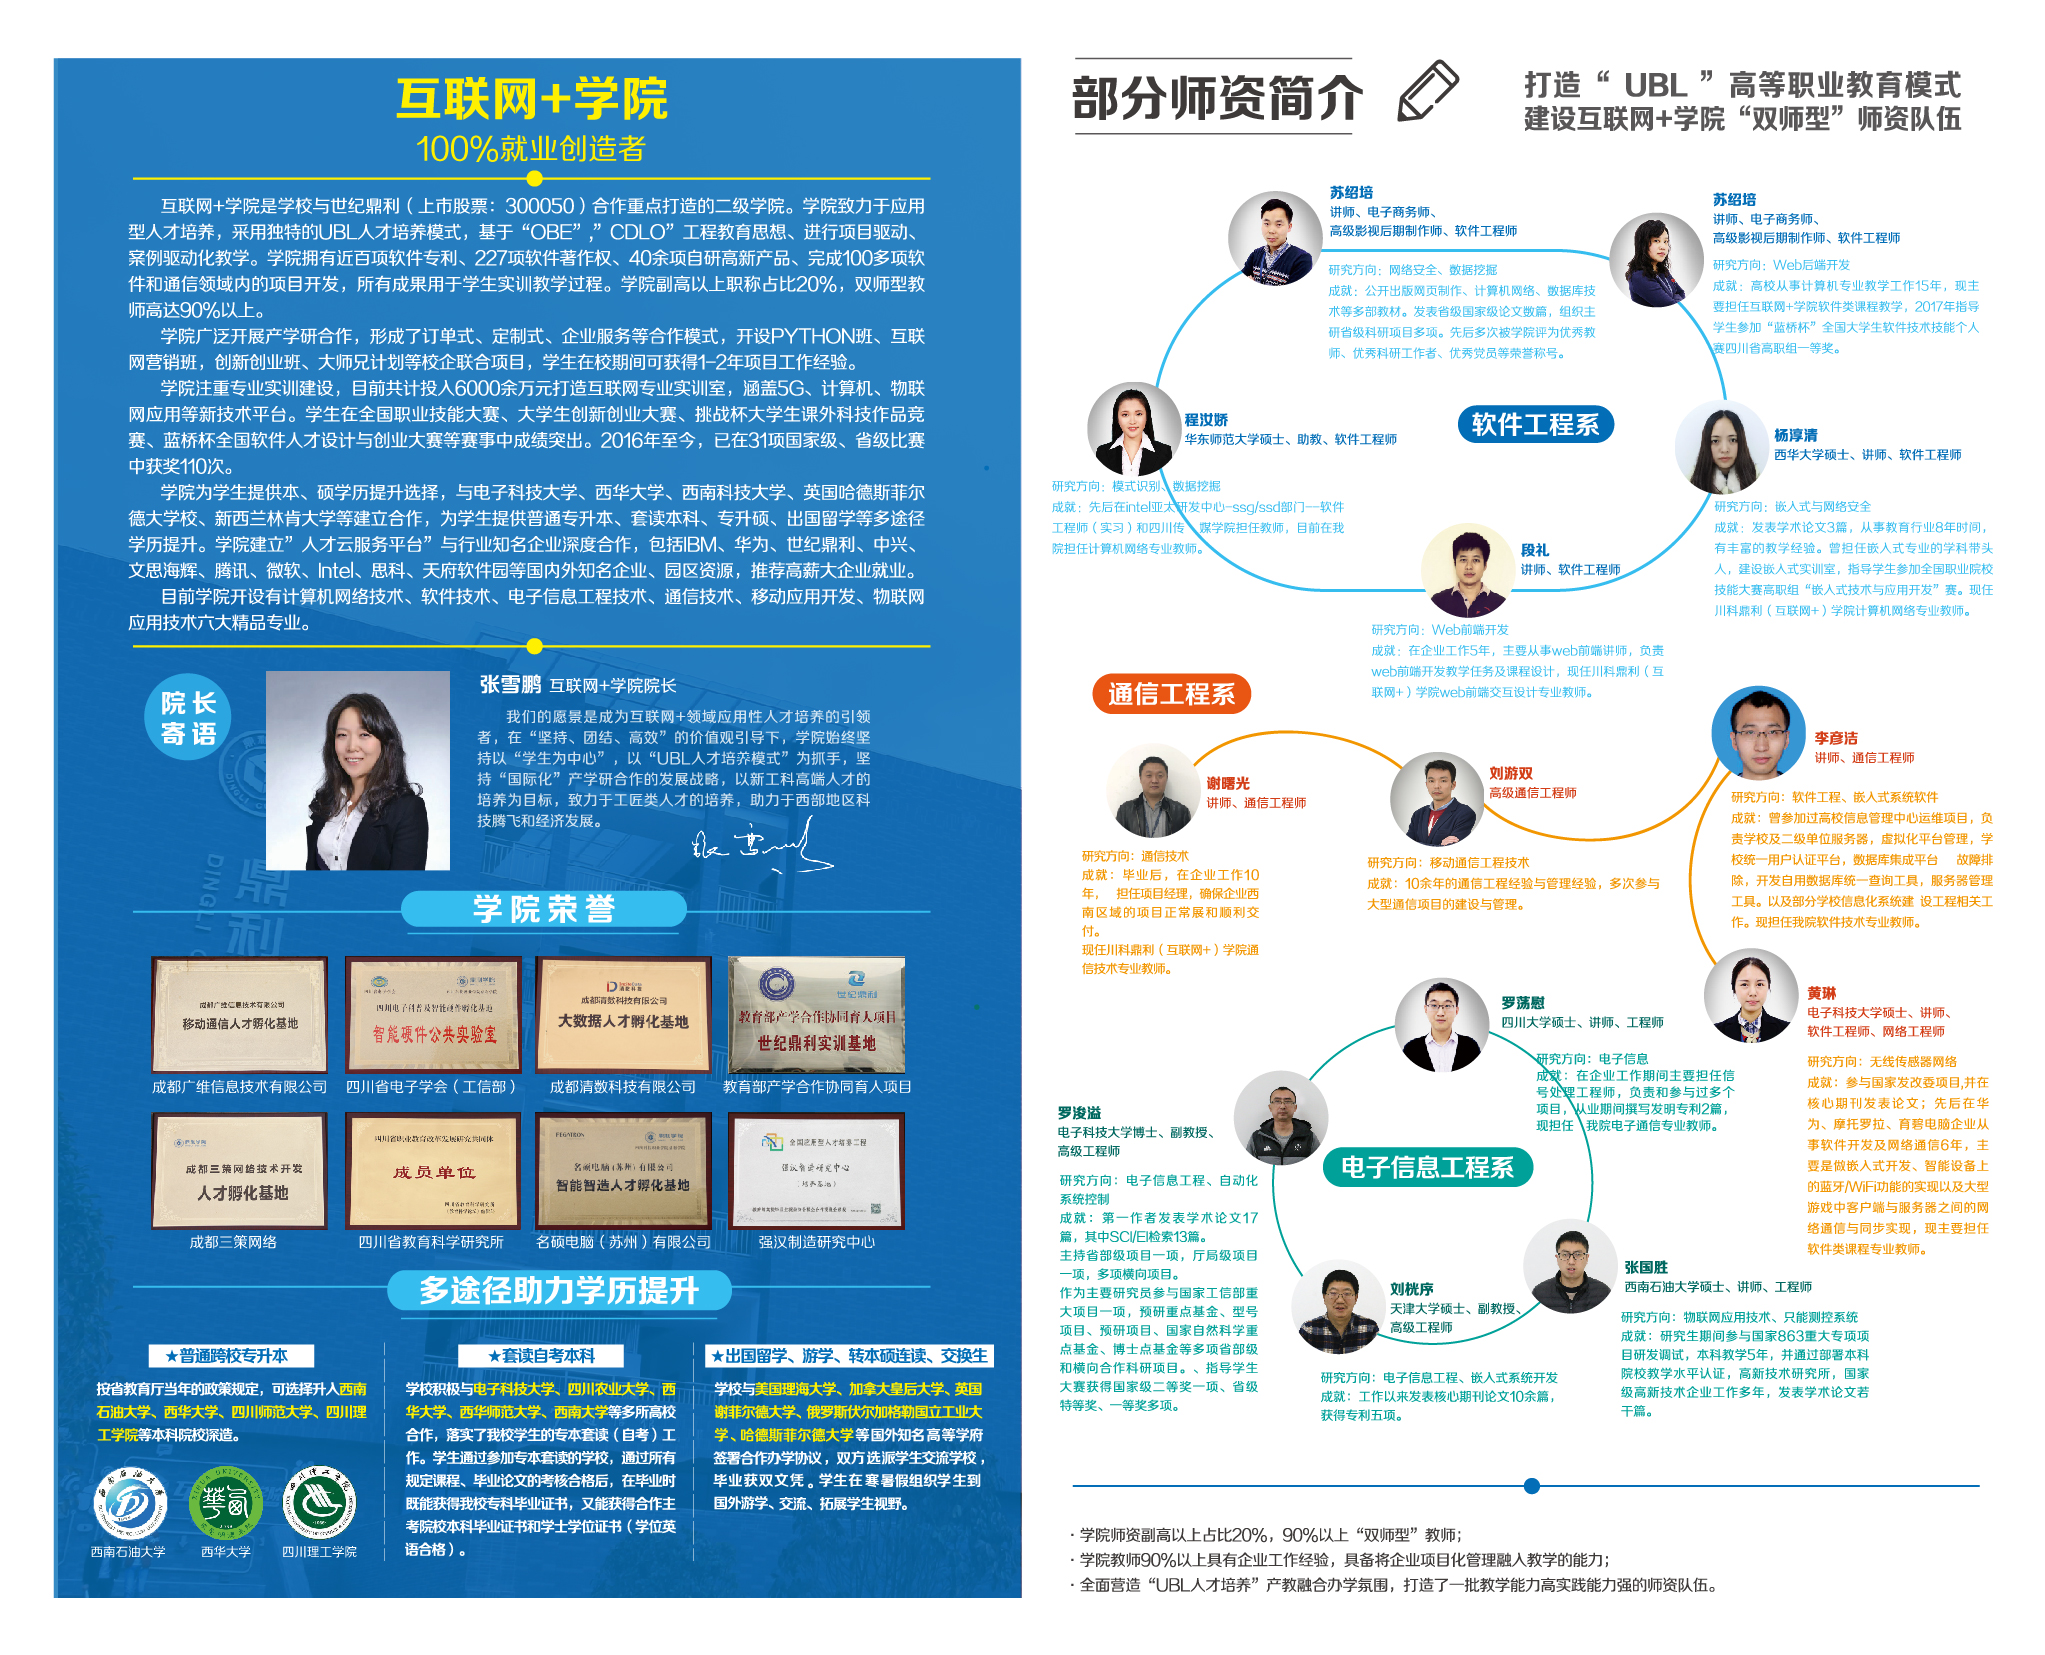 互联网+学院
100%就业创造者
互联网+学院是学校与世纪鼎利（上市股票：300050）合作重点打造的二级学院。学院致力于应用
型人才培养，采用独特的UBL人才培养模式，基于“OBE”,”CDLO”工程教育思想、进行项目驱动、
案例驱动化教学。学院拥有近百项软件专利、227项软件著作权、40余项自研高新产品、完成100多项软
件和通信领域内的项目开发，所有成果用于学生实训教学过程。学院副高以上职称占比20%，双师型教
师高达90%以上。
学院广泛开展产学研合作，形成了订单式、定制式、企业服务等合作模式，开设PYTHON班、互联
网营销班，创新创业班、大师兄计划等校企联合项目，学生在校期间可获得1-2年项目工作经验。
学院注重专业实训建设，目前共计投入6000余万元打造互联网专业实训室，涵盖5G、计算机、物联
网应用等新技术平台。学生在全国职业技能大赛、大学生创新创业大赛、挑战杯大学生课外科技作品竞
赛、蓝桥杯全国软件人才设计与创业大赛等赛事中成绩突出。2016年至今，已在31项国家级、省级比赛
中获奖110次。
学院为学生提供本、硕学历提升选择，与电子科技大学、西华大学、西南科技大学、英国哈德斯菲尔
德大学校、新西兰林肯大学等建立合作，为学生提供普通专升本、套读本科、专升硕、出国留学等多途径
学历提升。学院建立”人才云服务平台”与行业知名企业深度合作，包括IBM、华为、世纪鼎利、中兴、
文思海辉、腾讯、微软、Intel、思科、天府软件园等国内外知名企业、园区资源，推荐高薪大企业就业。
目前学院开设有计算机网络技术、软件技术、电子信息工程技术、通信技术、移动应用开发、物联网
应用技术六大精品专业。
院长
寄语
张雪鹏 互联网+学院院长
我们的愿景是成为互联网+领域应用性人才培养的引领
者，在“坚持、团结、高效”的价值观引导下，学院始终坚
持以“学生为中心”，以“UBL人才培养模式”为抓手，坚
持“国际化”产学研合作的发展战略，以新工科高端人才的
培养为目标，致力于工匠类人才的培养，助力于西部地区科
技腾飞和经济发展。
鼎利
DINGLI
学院荣誉
成都广维信息技术有限公司
移动通信人才孵化基地
成都广维信息技术有限公司
四川电子科普及智能硬件孵化基地
智能硬件公共实验室
四川省电子学会（工信部）
成都清数科技有限公司
大数据人才孵化基地
成都清数科技有限公司
世纪鼎利
教育部产学合作协同育人项目
世纪鼎利实训基地
教育部产学合作协同育人项目
成都三策网络技术开发
人才孵化基地
成都三策网络
四川省职业教育改革发展研究共同体
成员单位
四川省教育科学研究所
PEGATRON
名硕电脑（苏州）有限公司
智能智造人才孵化基地
名硕电脑（苏州）有限公司
全国应用型人才培养工程
强汉智造研究中心
（培养基地）
强汉制造研究中心
多途径助力学历提升
★普通跨校专升本
按省教育厅当年的政策规定，可选择升入西南
石油大学、西华大学、四川师范大学、四川理
工学院等本科院校深造。
西南石油大学
西华大学
四川理工学院
★套读自考本科
学校积极与电子科技大学、四川农业大学、西
华大学、西华师范大学、西南大学等多所高校
合作，落实了我校学生的专本套读（自考）工
作。学生通过参加专本套读的学校，通过所有
规定课程、毕业论文的考核合格后，在毕业时
既能获得我校专科毕业证书，又能获得合作主
考院校本科毕业证书和学士学位证书（学位英
语合格）。
★出国留学、游学、转本硕连读、交换生
学校与美国理海大学、加拿大皇后大学、英国
谢菲尔德大学、俄罗斯伏尔加格勒国立工业大
学、哈德斯菲尔德大学等国外知名高等学府
签署合作办学协议，双方选派学生交流学校，
毕业获双文凭。学生在寒暑假组织学生到
国外游学、交流、拓展学生视野。
部分师资简介
打造“ UBL ”高等职业教育模式
建设互联网+学院“双师型”师资队伍
苏绍培
讲师、电子商务师、
高级影视后期制作师、软件工程师
研究方向：网络安全、数据挖掘
成就：公开出版网页制作、计算机网络、数据库技
术等多部教材。发表省级国家级论文数篇，组织主
研省级科研项目多项。先后多次被学院评为优秀教
师、优秀科研工作者、优秀党员等荣誉称号。
苏绍培
讲师、电子商务师、
高级影视后期制作师、软件工程师
研究方向：Web后端开发
成就：高校从事计算机专业教学工作15年，现主
要担任互联网+学院软件类课程教学，2017年指导
学生参加“蓝桥杯”全国大学生软件技术技能个人
赛四川省高职组一等奖。
程汝娇
华东师范大学硕士、助教、软件工程师
研究方向：模式识别、数据挖掘
成就：先后在intel亚太研发中心-ssg/ssd部门--软件
工程师（实习）和四川传 媒学院担任教师，目前在我
院担任计算机网络专业教师。
软件工程系
杨淳清
西华大学硕士、讲师、软件工程师
研究方向：嵌入式与网络安全
成就：发表学术论文3篇，从事教育行业8年时间，
有丰富的教学经验。曾担任嵌入式专业的学科带头
人，建设嵌入式实训室，指导学生参加全国职业院校
技能大赛高职组“嵌入式技术与应用开发”赛。现任
川科鼎利（互联网+）学院计算机网络专业教师。
段礼
讲师、软件工程师
研究方向：Web前端开发
成就：在企业工作5年，主要从事web前端讲师，负责
web前端开发教学任务及课程设计，现任川科鼎利（互
联网+）学院web前端交互设计专业教师。
通信工程系
谢曙光
讲师、通信工程师
研究方向：通信技术
成就：毕业后，在企业工作10
年， 担任项目经理，确保企业西
南区域的项目正常展和顺利交
付。
现任川科鼎利（互联网+）学院通
信技术专业教师。
刘游双
高级通信工程师
研究方向：移动通信工程技术
成就：10余年的通信工程经验与管理经验，多次参与
大型通信项目的建设与管理。
李彦洁
讲师、通信工程师
研究方向：软件工程、嵌入式系统软件
成就：曾参加过高校信息管理中心运维项目，负
责学校及二级单位服务器，虚拟化平台管理，学
校统一用户认证平台，数据库集成平台 故障排
除，开发自用数据库统一查询工具，服务器管理
工具。以及部分学校信息化系统建 设工程相关工
作。现担任我院软件技术专业教师。
黄琳
电子科技大学硕士、讲师、
软件工程师、网络工程师
研究方向：无线传感器网络
成就：参与国家发改委项目,并在
核心期刊发表论文；先后在华
为、摩托罗拉、育碧电脑企业从
事软件开发及网络通信6年，主
要是做嵌入式开发、智能设备上
的蓝牙/WiFi功能的实现以及大型
游戏中客户端与服务器之间的网
络通信与同步实现，现主要担任
软件类课程专业教师。
罗荡慰
四川大学硕士、讲师、工程师
研究方向：电子信息
成就：在企业工作期间主要担任信
号处理工程师，负责和参与过多个
项目，从业期间撰写发明专利2篇，
现担任 我院电子通信专业教师。
罗浚溢
电子科技大学博士、副教授、
高级工程师
研究方向：电子信息工程、自动化
系统控制
成就：第一作者发表学术论文17
篇，其中SCI/EI检索13篇。
主持省部级项目一项，厅局级项目
一项，多项横向项目。
作为主要研究员参与国家工信部重
大项目一项，预研重点基金、型号
项目、预研项目、国家自然科学重
点基金、博士点基金等多项省部级
和横向合作科研项目。、指导学生
大赛获得国家级二等奖一项、省级
特等奖、一等奖多项。
电子信息工程系
刘桄序
天津大学硕士、副教授、
高级工程师
研究方向：电子信息工程、嵌入式系统开发
成就：工作以来发表核心期刊论文10余篇，
获得专利五项。
张国胜
西南石油大学硕士、讲师、工程师
研究方向：物联网应用技术、只能测控系统
成就：研究生期间参与国家863重大专项项
目研发调试，本科教学5年，并通过部署本科
院校教学水平认证，高新技术研究所，国家
级高新技术企业工作多年，发表学术论文若
干篇。
·学院师资副高以上占比20%，90%以上“双师型”教师；
·学院教师90%以上具有企业工作经验，具备将企业项目化管理融入教学的能力；
·全面营造“UBL人才培养”产教融合办学氛围，打造了一批教学能力高实践能力强的师资队伍。